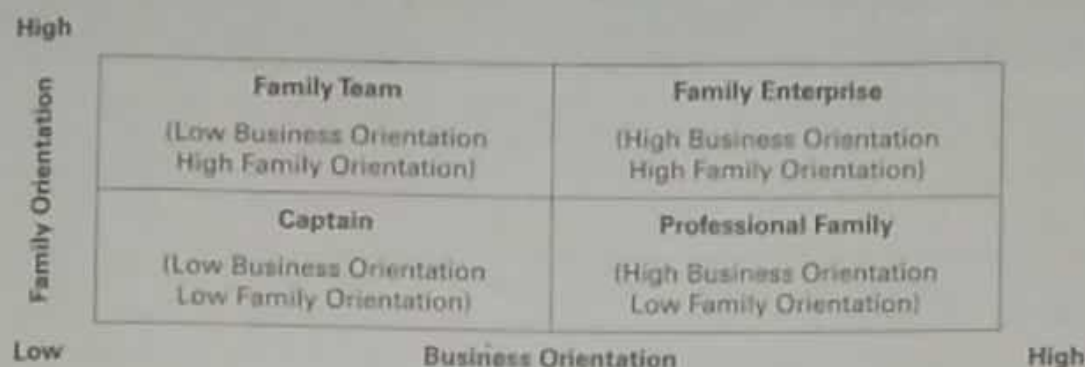 High
Family Orientation
Family Team
(Low Business Orientation
High Family Orientation)
Family Enterprise
(High Business Orientation
High Family Orientation)
Captain
(Low Business Orientation
Low Family Orientation)
Professional Family
(High Business Orientation
Low Family Orientation)
Low
Business Orientation
High